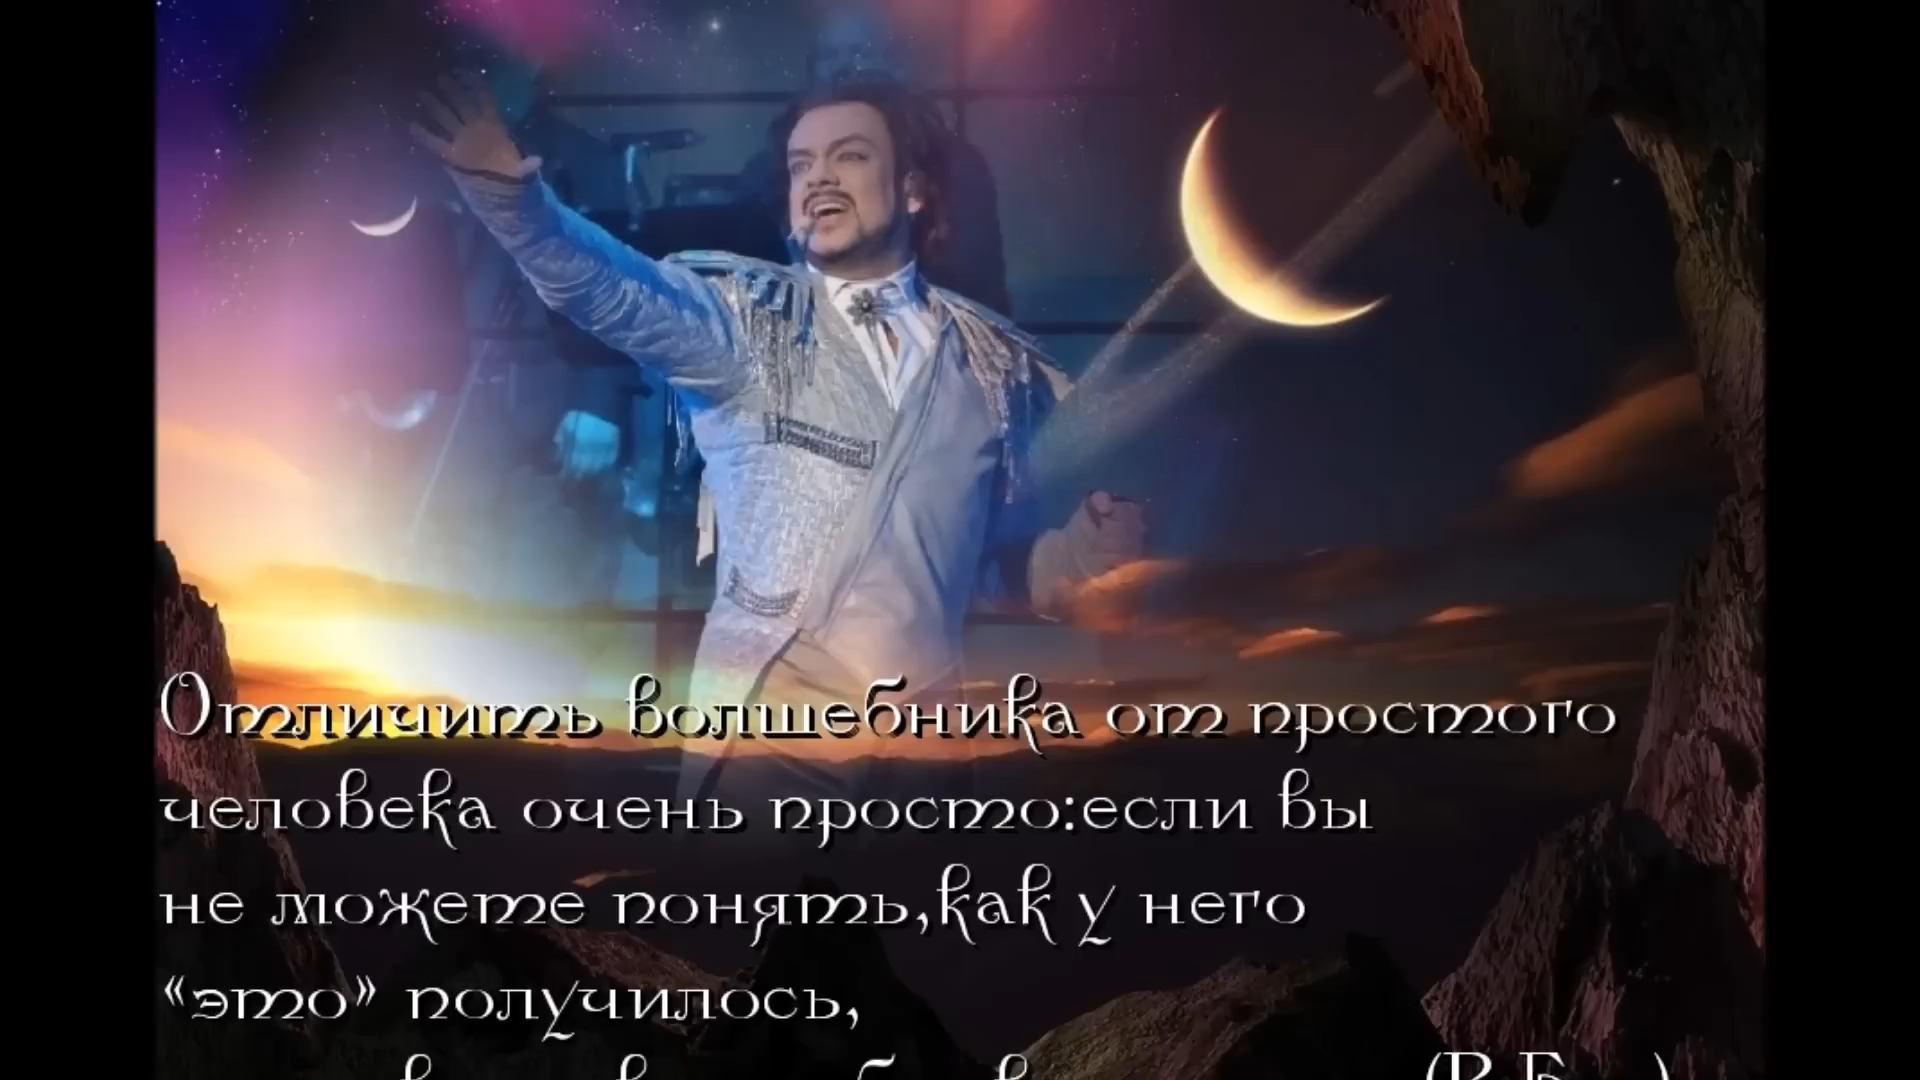 Отличить волшебника от простого
человека очень просто:если вы
не можете понять,как у него
«это» получилось,